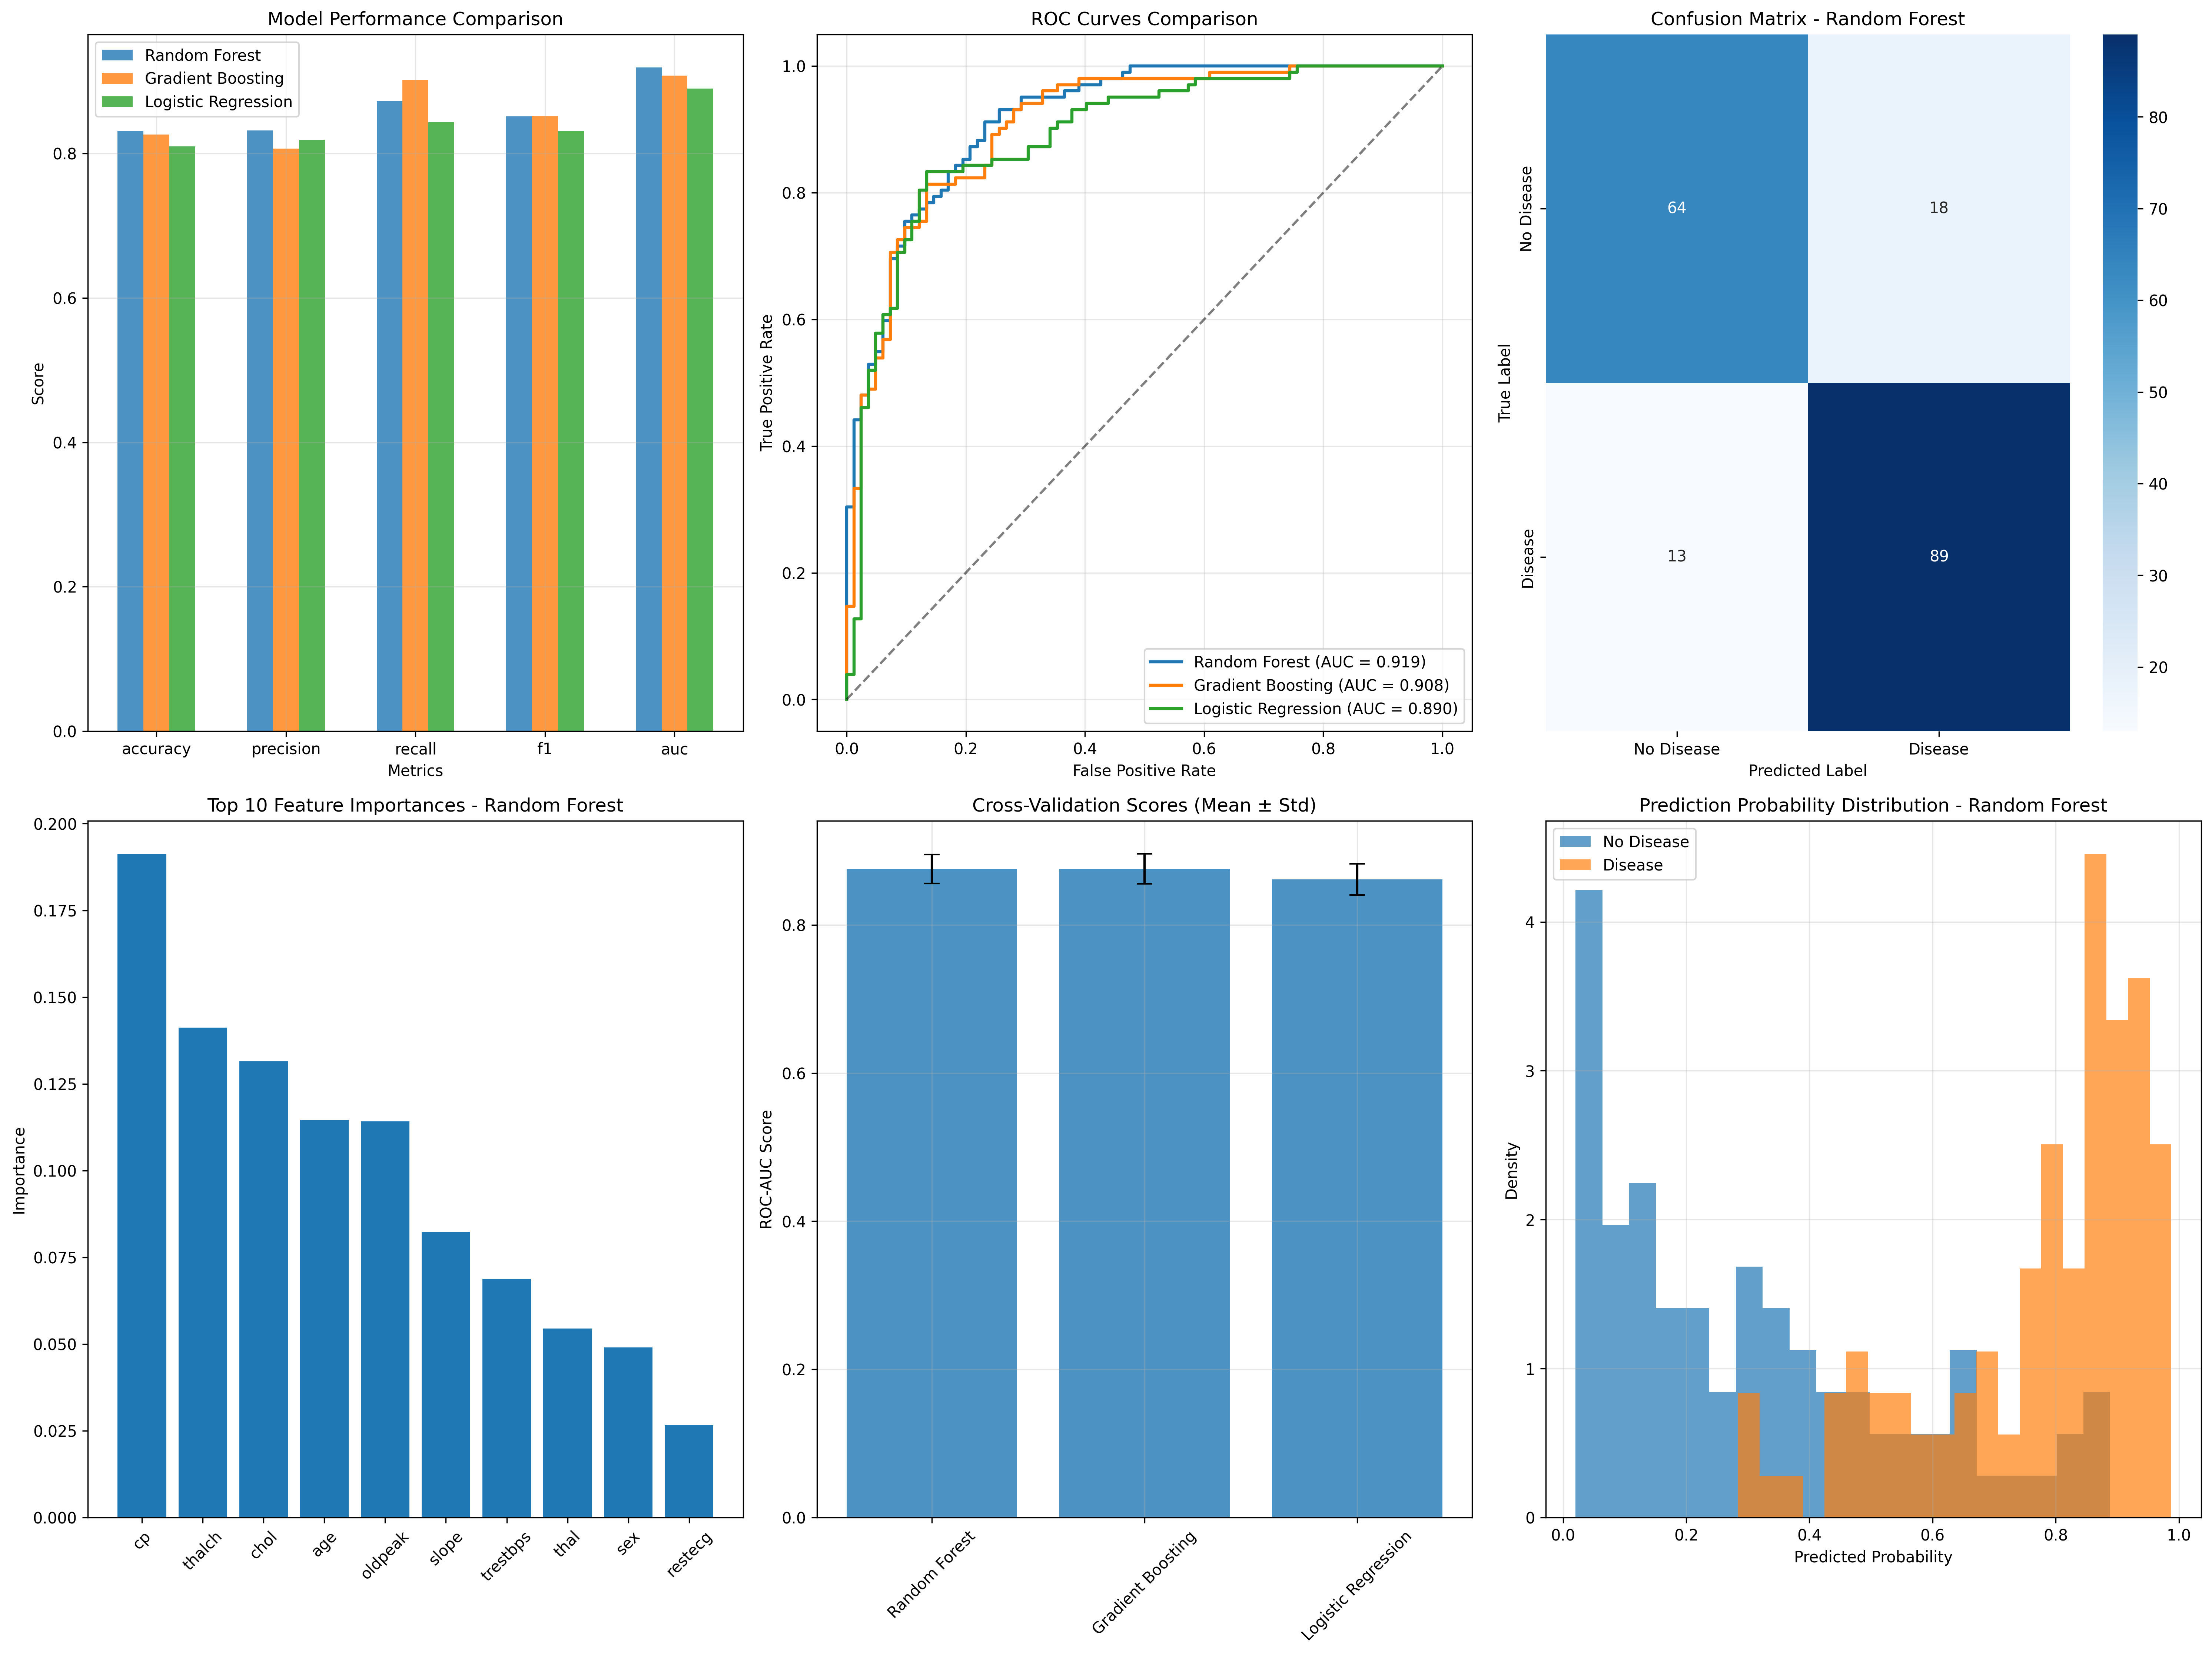 Model Performance Comparison
Random Forest
Gradient Boosting
Logistic Regression
Score
0.8
0.6
0.4
0.2
0.0
accuracy precision recall f1 auc
Metrics
ROC Curves Comparison
True Positive Rate
1.0
0.8
0.6
0.4
0.2
0.0
Random Forest (AUC = 0.919)
Gradient Boosting (AUC = 0.908)
Logistic Regression (AUC = 0.890)
0.0 0.2 0.4 0.6 0.8 1.0
False Positive Rate
Confusion Matrix - Random Forest
True Label
No Disease
Disease
64 18
13 89
No Disease Disease
Predicted Label
80
70
60
50
40
30
20
Top 10 Feature Importances - Random Forest
Importance
0.200
0.175
0.150
0.125
0.100
0.075
0.050
0.025
0.000
cp thalch chol age oldpeak slope trestbps thal sex restecg
Cross-Validation Scores (Mean ± Std)
ROC-AUC Score
0.8
0.6
0.4
0.2
0.0
Random Forest Gradient Boosting Logistic Regression
Prediction Probability Distribution - Random Forest
No Disease
Disease
Density
4
3
2
1
0
0.0 0.2 0.4 0.6 0.8 1.0
Predicted Probability